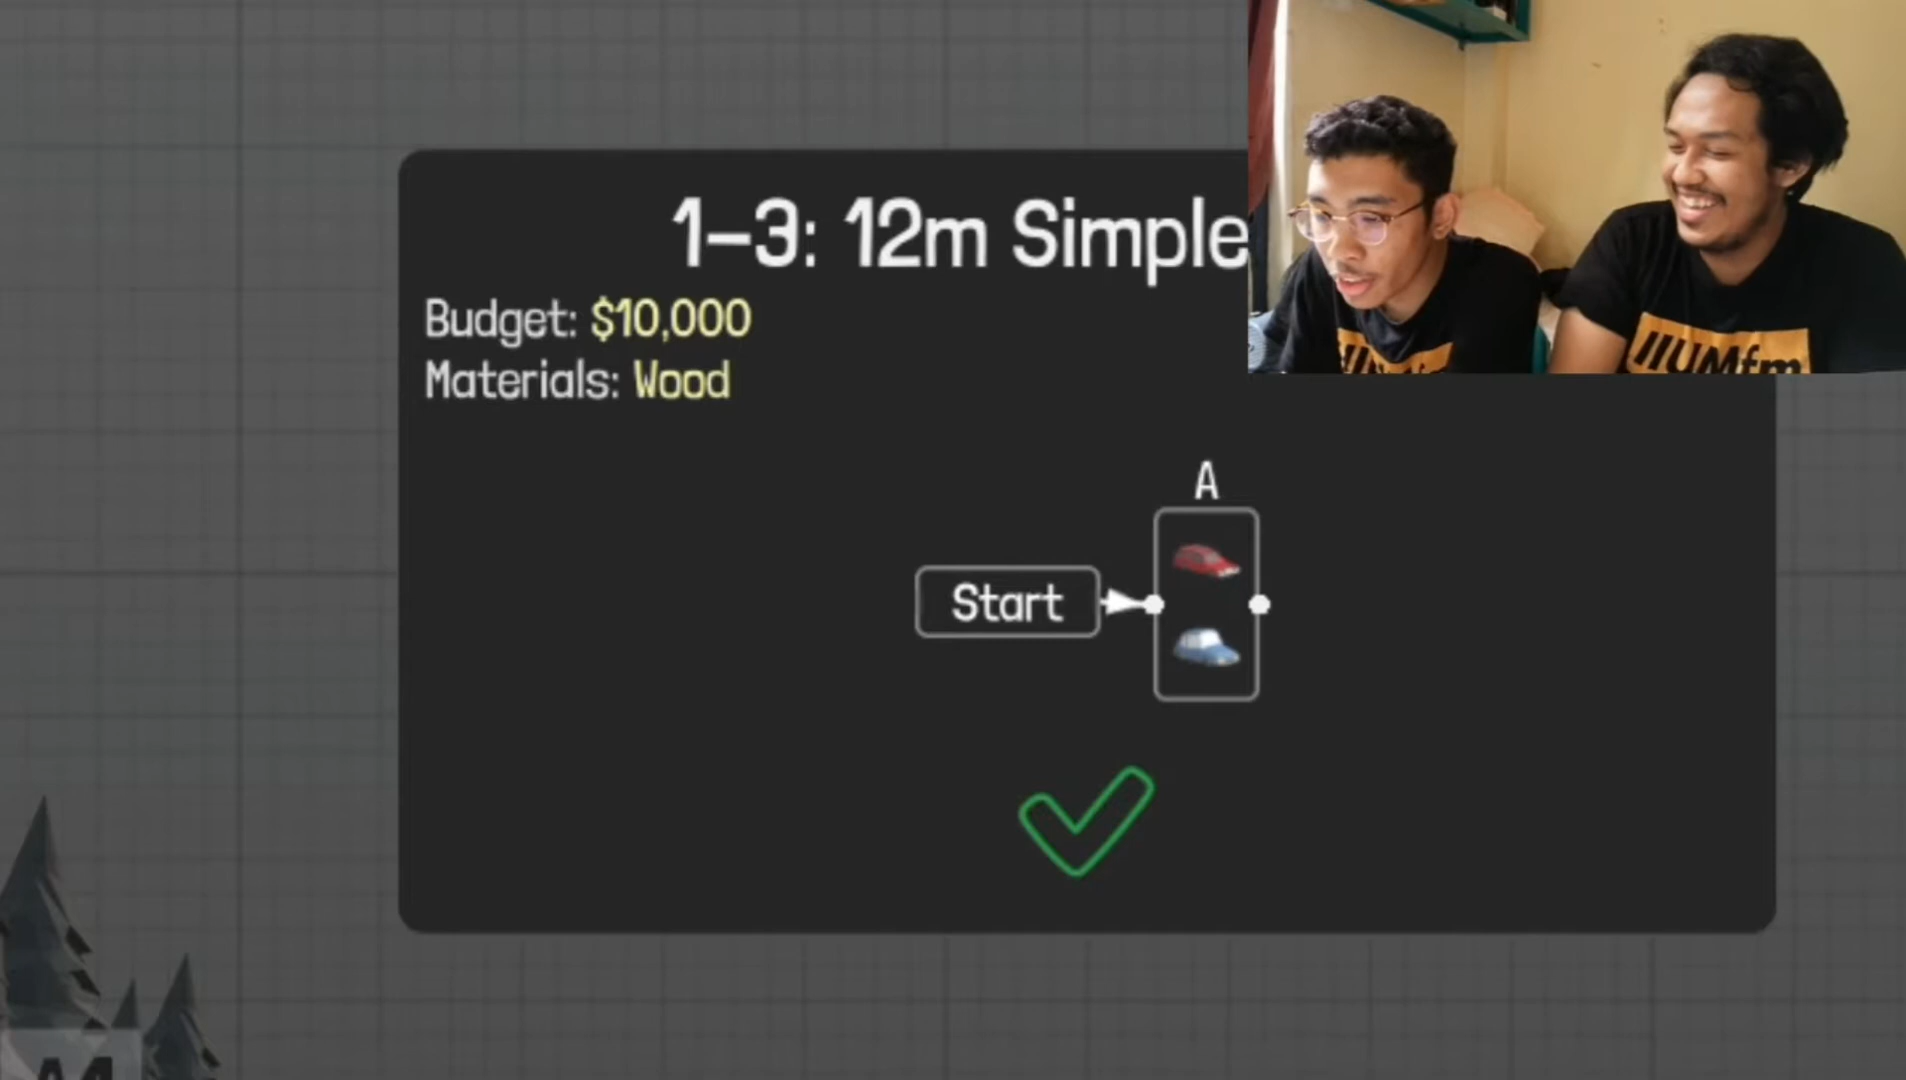 1-3: 12m Simple
Budget: $10,000
Materials: Wood
IIUMfm
A
Start